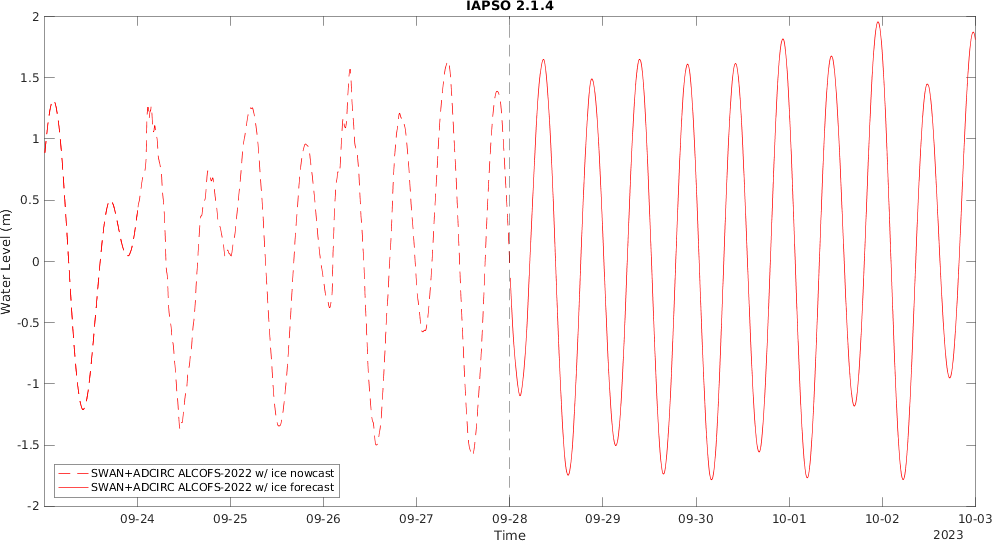 IAPSO 2.1.4
2
1.5
1
0.5
0
-0.5
-1
-1.5
-2
Water Level (m)
SWAN+ADCIRC ALCOFS-2022 w/ ice nowcast
SWAN+ADCIRC ALCOFS-2022 w/ ice forecast
09-24 09-25 09-26 09-27 09-28 09-29 09-30 10-01 10-02 10-03
Time
2023